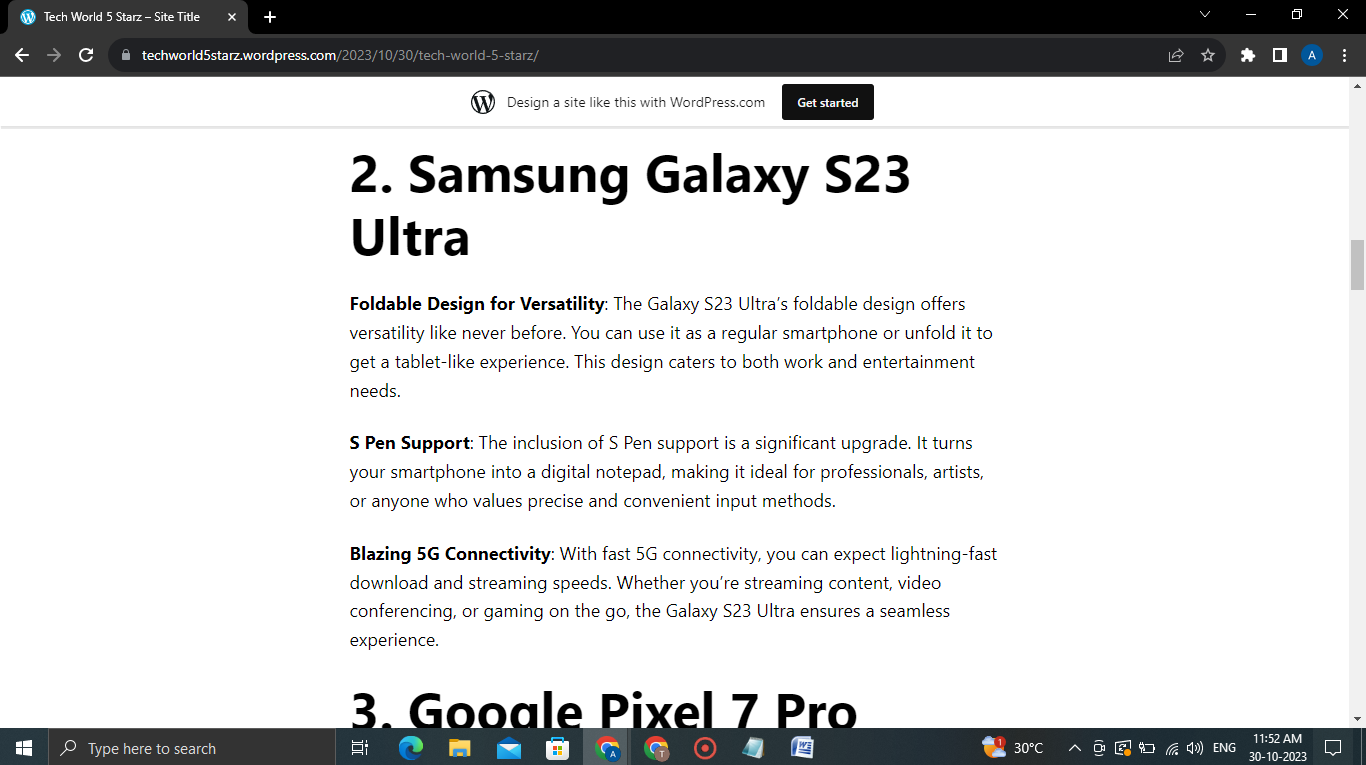 Tech World 5 Starz – Site Title
techworld5starz.wordpress.com/2023/10/30/tech-world-5-starz/
A
Design a site like this with WordPress.com
Get started
2. Samsung Galaxy S23
Ultra
Foldable Design for Versatility: The Galaxy S23 Ultra’s foldable design offers
versatility like never before. You can use it as a regular smartphone or unfold it to
get a tablet-like experience. This design caters to both work and entertainment
needs.
S Pen Support: The inclusion of S Pen support is a significant upgrade. It turns
your smartphone into a digital notepad, making it ideal for professionals, artists,
or anyone who values precise and convenient input methods.
Blazing 5G Connectivity: With fast 5G connectivity, you can expect lightning-fast
download and streaming speeds. Whether you’re streaming content, video
conferencing, or gaming on the go, the Galaxy S23 Ultra ensures a seamless
experience.
3. Google Pixel 7 Pro
Type here to search
A
T
1
30°C
ENG
11:52 AM
30-10-2023